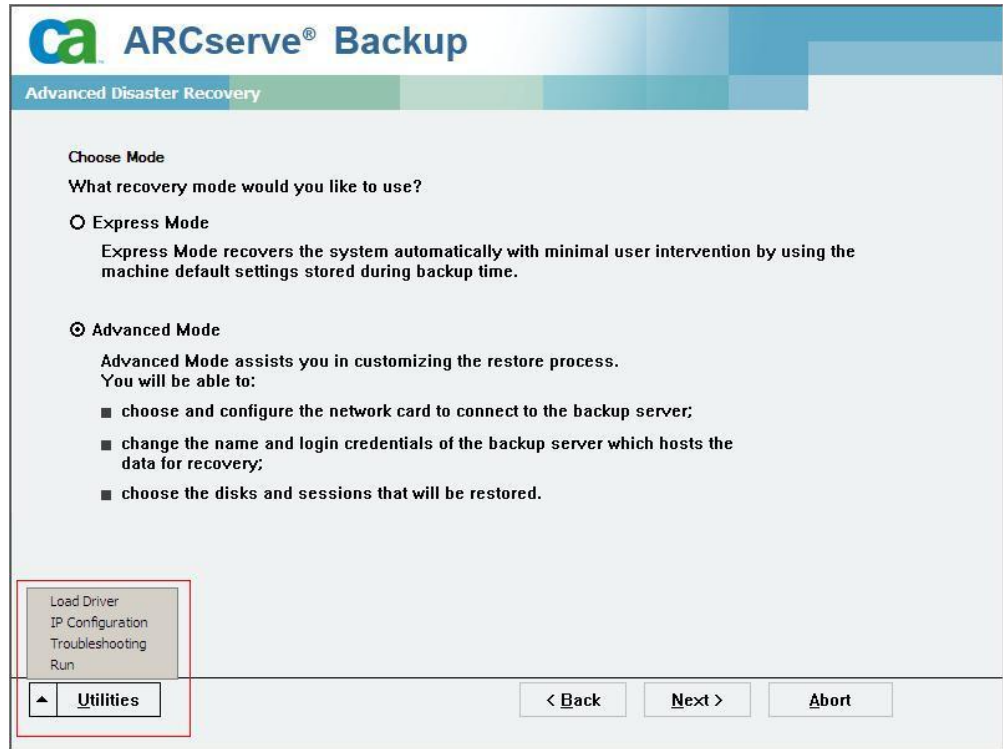 ca ARCserve® Backup
Advanced Disaster Recovery
Choose Mode
What recovery mode would you like to use?
Express Mode
Express Mode recovers the system automatically with minimal user intervention by using the
machine default settings stored during backup time.
Advanced Mode
Advanced Mode assists you in customizing the restore process.
You will be able to:
choose and configure the network card to connect to the backup server;
change the name and login credentials of the backup server which hosts the
data for recovery;
choose the disks and sessions that will be restored.
Load Driver
IP Configuration
Troubleshooting
Run
Utilities
< Back
Next >
Abort